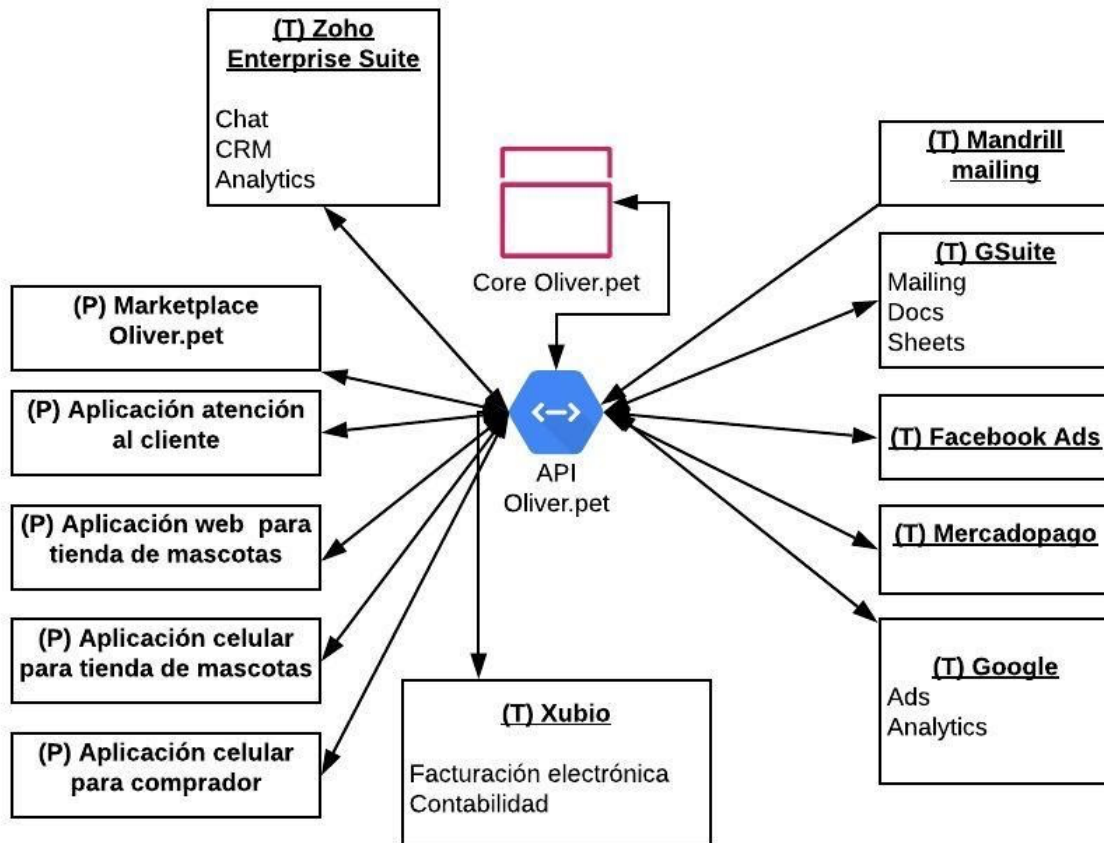 (T) Zoho
Enterprise Suite
Chat
CRM
Analytics
Core Oliver.pet
(T) Mandrill
mailing
(T) GSuite
Mailing
Docs
Sheets
(P) Marketplace
Oliver.pet
(P) Aplicación atención
al cliente
(P) Aplicación web  para
tienda de mascotas
(P) Aplicación celular
para tienda de mascotas
(P) Aplicación celular
para comprador
API
Oliver.pet
(T) Facebook Ads
(T) Mercadopago
(T) Google
Ads
Analytics
(T) Xubio
Facturación electrónica
Contabilidad